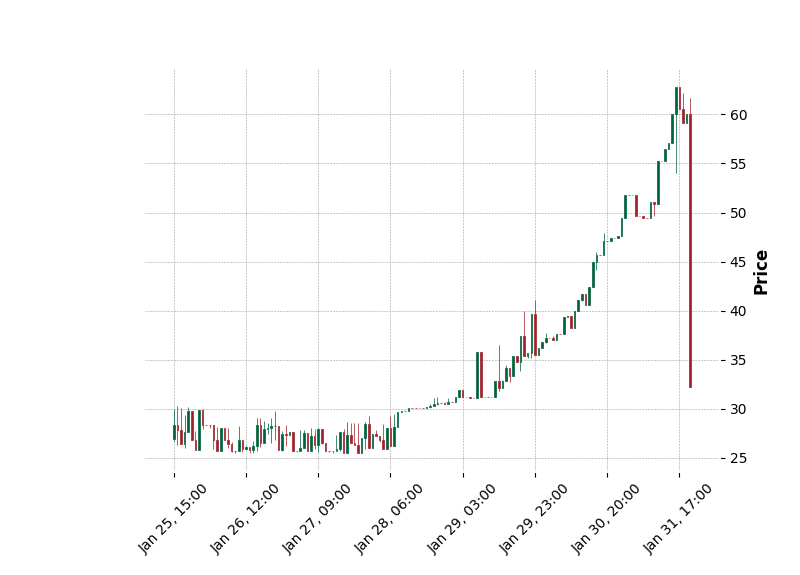 60
55
50
45
40
35
30
25
Price
Jan 25, 15:00
Jan 26, 12:00
Jan 27, 09:00
Jan 28, 06:00
Jan 29, 03:00
Jan 29, 23:00
Jan 30, 20:00
Jan 31, 17:00